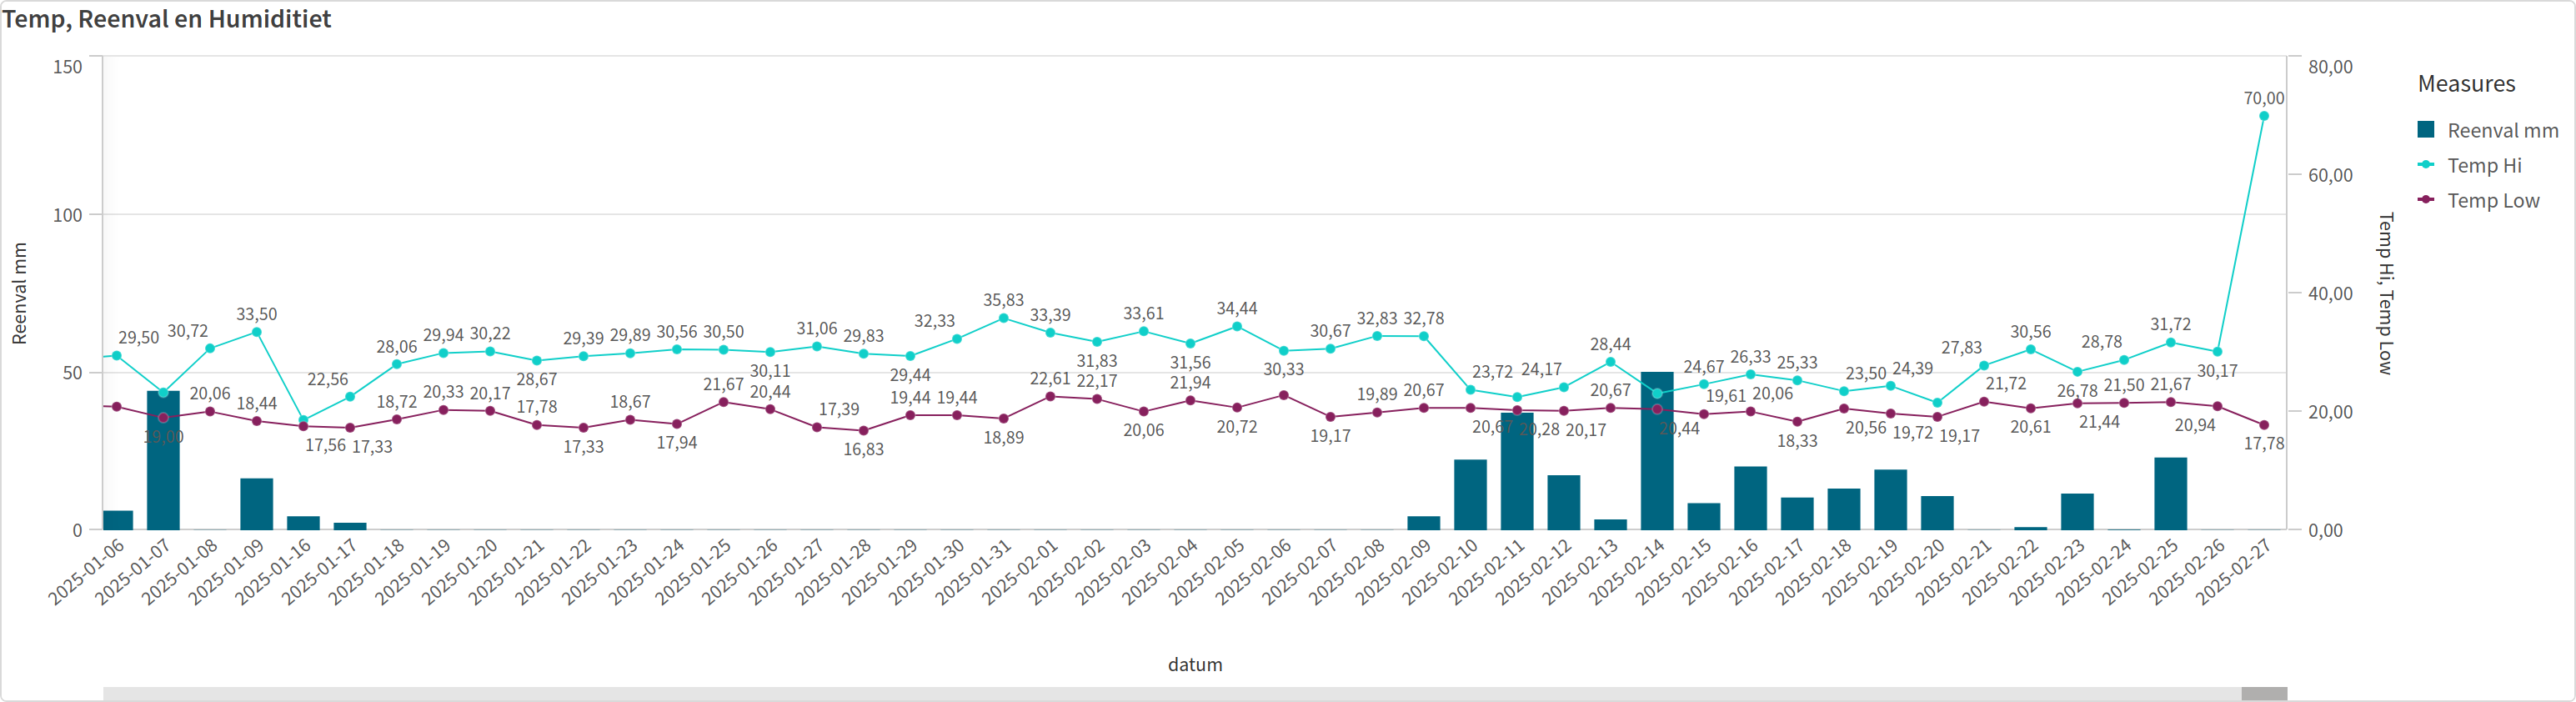 Temp, Reenval en Humiditiet
150
100
50
0
Reenval mm
80,00
60,00
40,00
20,00
0,00
Temp Hi, Temp Low
Measures
Reenval mm
Temp Hi
Temp Low
70,00
29,50 30,72 33,50 22,56 28,06 29,94 30,22 28,67 29,39 29,89 30,56 30,50 30,11 31,06 29,83 29,44 32,33 35,83 33,39 31,83 33,61 31,56 34,44 30,33 30,67 32,83 32,78 23,72 24,17 28,44 24,67 26,33 25,33 23,50 24,39 27,83 30,56 26,78 28,78 31,72 30,17
19,00 20,06 18,44 17,56 17,33 18,72 20,33 20,17 17,78 17,33 18,67 17,94 21,67 20,44 17,39 16,83 19,44 19,44 18,89 22,61 22,17 20,06 21,94 20,72 19,17 19,89 20,67 20,67 20,28 20,17 20,67 20,44 19,61 20,06 18,33 20,56 19,72 19,17 21,72 20,61 21,44 21,50 21,67 20,94 17,78
2025-01-06 2025-01-07 2025-01-08 2025-01-09 2025-01-16 2025-01-17 2025-01-18 2025-01-19 2025-01-20 2025-01-21 2025-01-22 2025-01-23 2025-01-24 2025-01-25 2025-01-26 2025-01-27 2025-01-28 2025-01-29 2025-01-30 2025-01-31 2025-02-01 2025-02-02 2025-02-03 2025-02-04 2025-02-05 2025-02-06 2025-02-07 2025-02-08 2025-02-09 2025-02-10 2025-02-11 2025-02-12 2025-02-13 2025-02-14 2025-02-15 2025-02-16 2025-02-17 2025-02-18 2025-02-19 2025-02-20 2025-02-21 2025-02-22 2025-02-23 2025-02-24 2025-02-25 2025-02-26 2025-02-27
datum